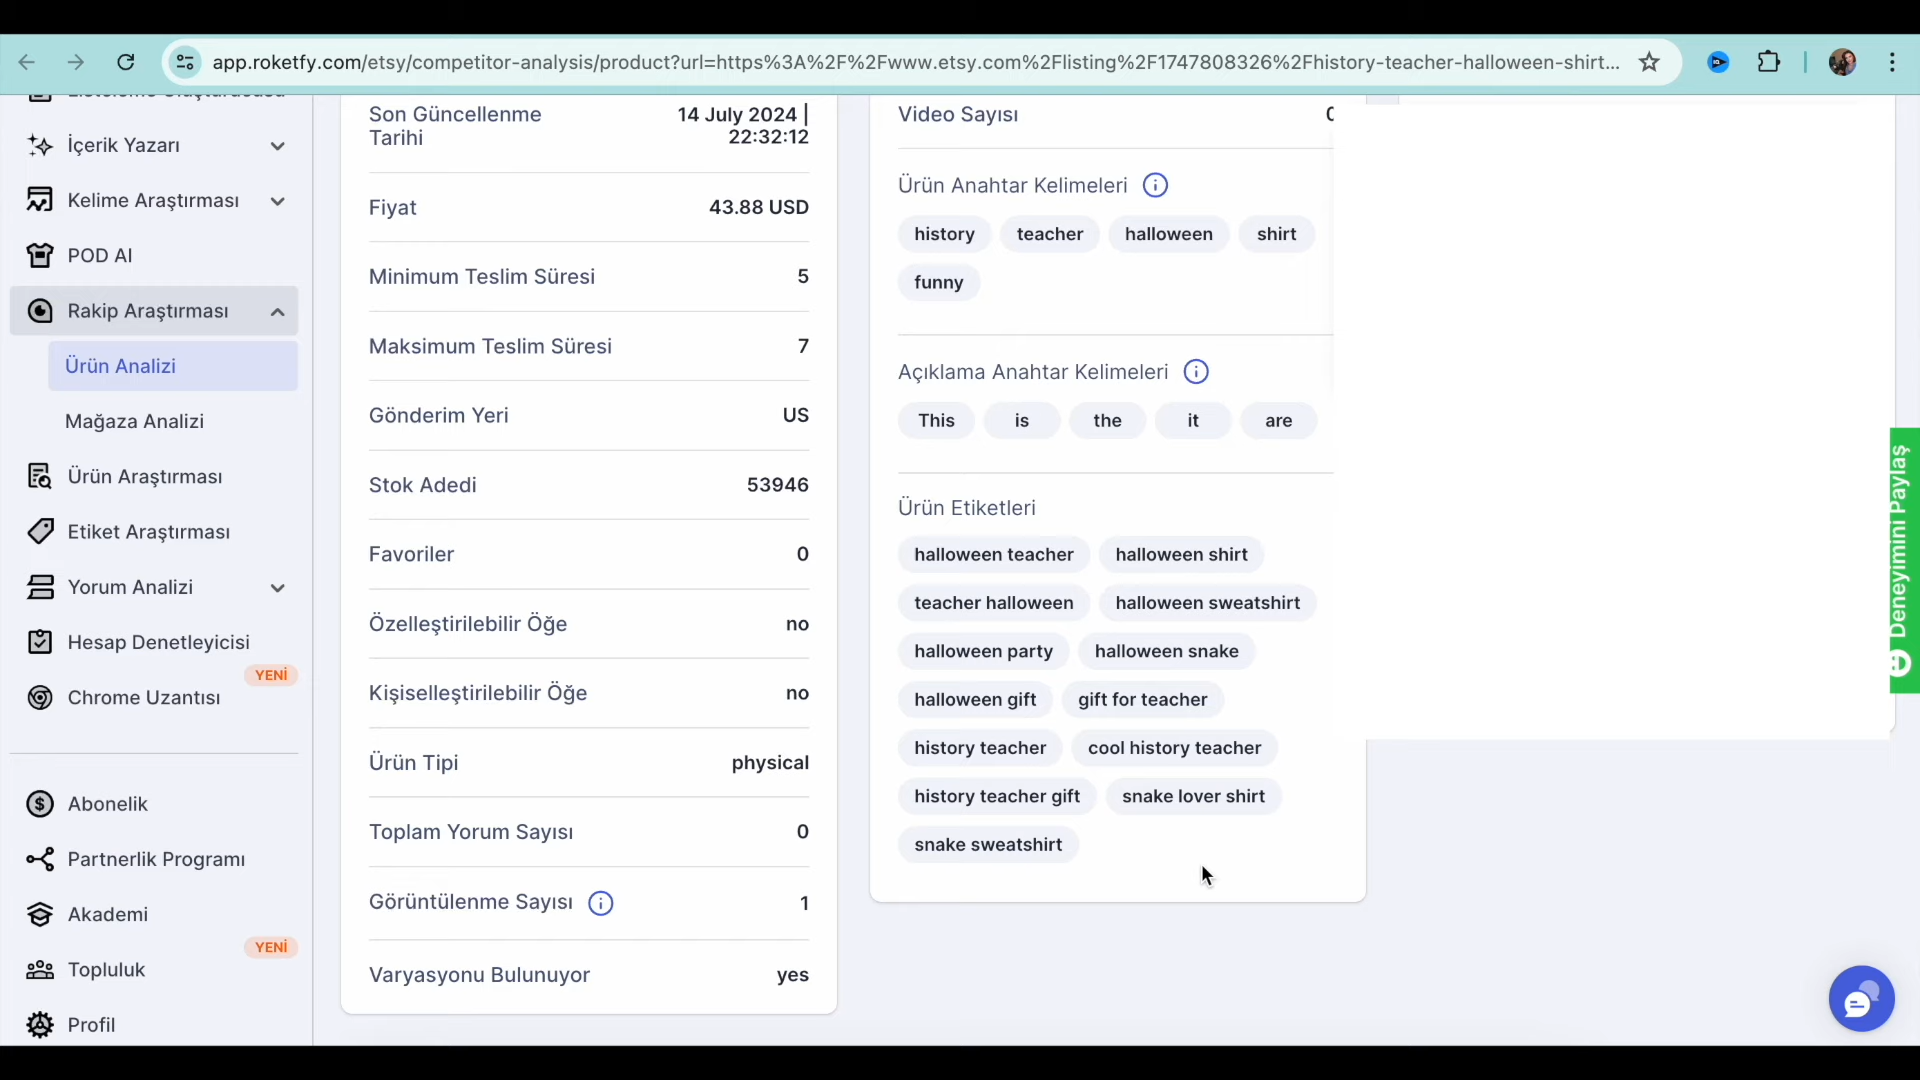 app.roketfy.com/etsy/competitor-analysis/product?url=https%3A%2F%2Fwww.etsy.com%2Flisting%2F1747808326%2Fhistory-teacher-halloween-shirt...
İçerik Yazarı
Kelime Araştırması
POD AI
Rakip Araştırması
Ürün Analizi
Mağaza Analizi
Ürün Araştırması
Etiket Araştırması
Yorum Analizi
Hesap Denetleyicisi
YENİ
Chrome Uzantısı
Abonelik
Partnerlik Programı
Akademi
YENİ
Topluluk
Profil
Son Güncellenme Tarihi 14 July 2024 | 22:32:12
Fiyat 43.88 USD
Minimum Teslim Süresi 5
Maksimum Teslim Süresi 7
Gönderim Yeri US
Stok Adedi 53946
Favoriler 0
Özelleştirilebilir Öğe no
Kişiselleştirilebilir Öğe no
Ürün Tipi physical
Toplam Yorum Sayısı 0
Görüntülenme Sayısı 1
Varyasyonu Bulunuyor yes
Video Sayısı 0
Ürün Anahtar Kelimeleri
history teacher halloween shirt
funny
Açıklama Anahtar Kelimeleri
This is the it are
Ürün Etiketleri
halloween teacher halloween shirt
teacher halloween halloween sweatshirt
halloween party halloween snake
halloween gift gift for teacher
history teacher cool history teacher
history teacher gift snake lover shirt
snake sweatshirt
Deneyimini Paylaş